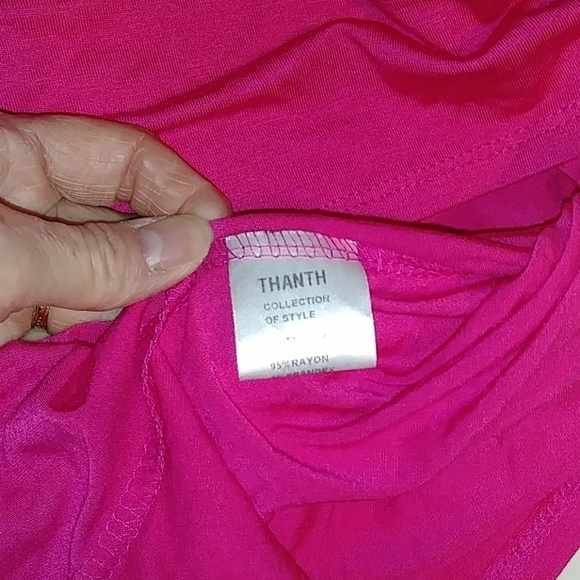 THANTH
COLLECTION
OF STYLE
95% RAYON